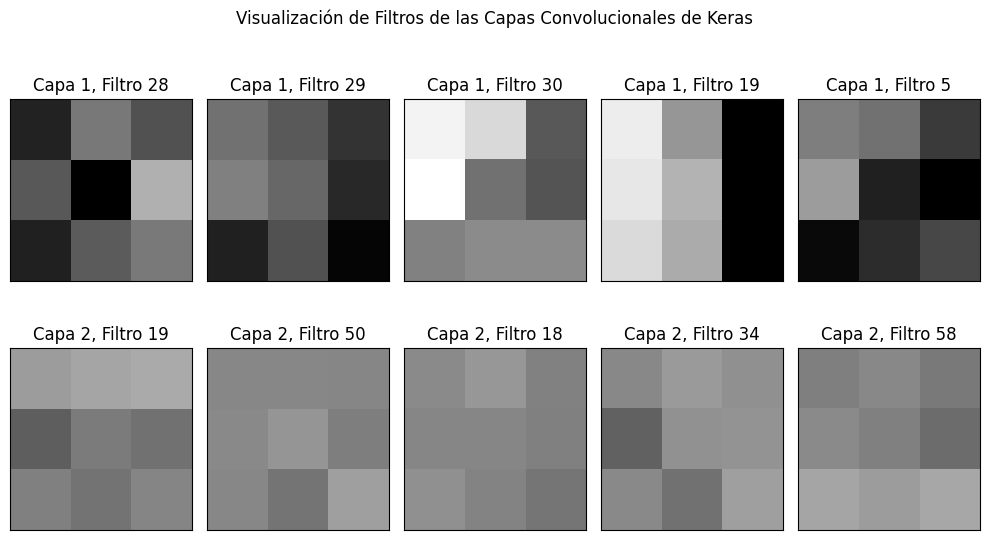 Visualización de Filtros de las Capas Convolucionales de Keras
Capa 1, Filtro 28
Capa 1, Filtro 29
Capa 1, Filtro 30
Capa 1, Filtro 19
Capa 1, Filtro 5
Capa 2, Filtro 19
Capa 2, Filtro 50
Capa 2, Filtro 18
Capa 2, Filtro 34
Capa 2, Filtro 58